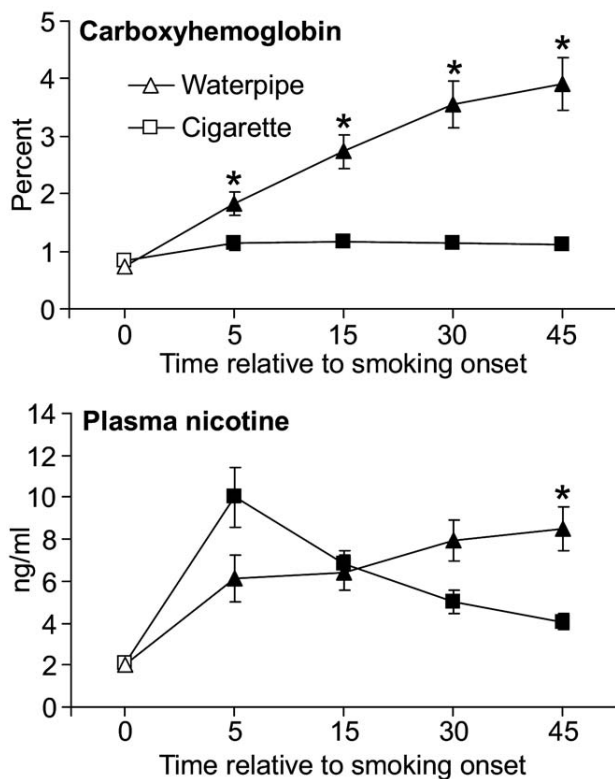 Carboxyhemoglobin
Waterpipe
Cigarette
Percent
5
4
3
2
1
0
*
*
*
*
0 5 15 30 45
Time relative to smoking onset
Plasma nicotine
ng/ml
14
12
10
8
6
4
2
0
*
0 5 15 30 45
Time relative to smoking onset